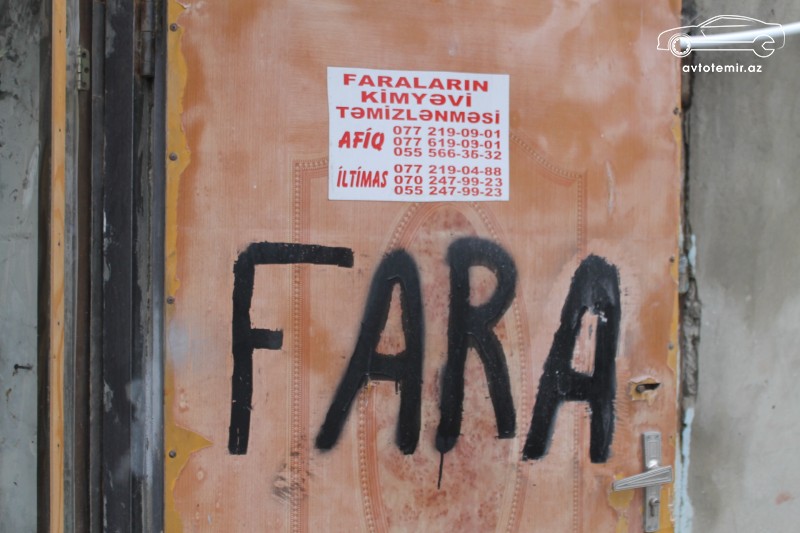 avtotemir.az
FARALARIN
KİMYƏVİ
TƏMİZLƏNMƏSİ
AFİQ 077 219-09-01
077 619-03-01
055 566-36-32
İLTİMAS 077 219-04-88
070 247-99-23
055 247-99-23
FARA